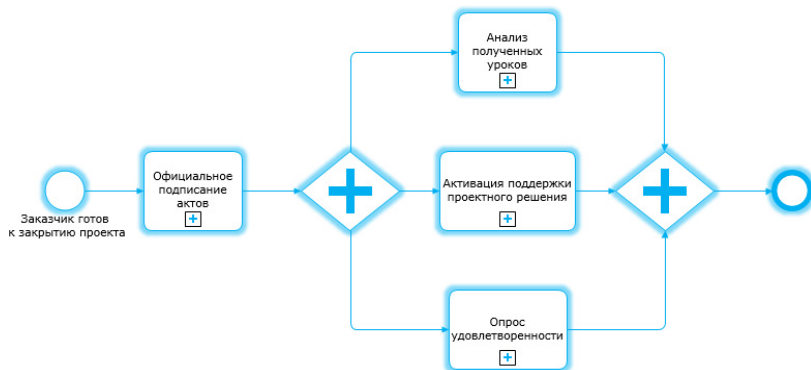 Анализ
полученных
уроков
Официальное
подписание
актов
Активация поддержки
проектного решения
Заказчик готов
к закрытию проекта
Опрос
удовлетворенности